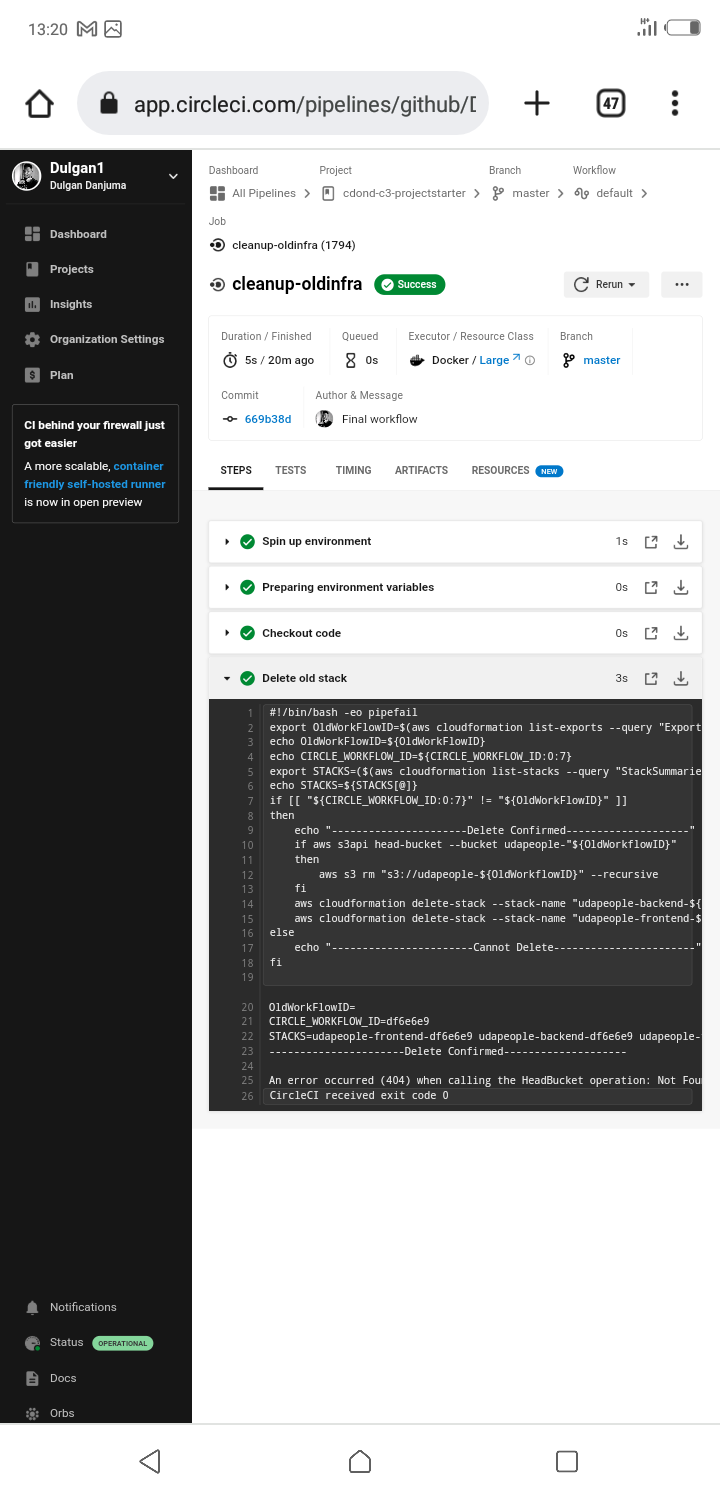 13:20
H+
app.circleci.com/pipelines/github/D
47
Dulgan1
Dulgan Danjuma
Dashboard
Projects
Insights
Organization Settings
Plan
CI behind your firewall just
got easier
A more scalable, container
friendly self-hosted runner
is now in open preview
Notifications
Status OPERATIONAL
Docs
Orbs
Dashboard Project Branch Workflow
All Pipelines cdond-c3-projectstarter master default
Job
cleanup-oldinfra (1794)
cleanup-oldinfra Success Rerun
Duration / Finished Queued Executor / Resource Class Branch
5s / 20m ago 0s Docker / Large master
Commit Author & Message
669b38d Final workflow
STEPS TESTS TIMING ARTIFACTS RESOURCES NEW
Spin up environment 1s
Preparing environment variables 0s
Checkout code 0s
Delete old stack 3s
1 #!/bin/bash -eo pipefail
2 export OldWorkFlowID=$(aws cloudformation list-exports --query "Export
3 echo OldWorkFlowID=${OldWorkFlowID}
4 echo CIRCLE_WORKFLOW_ID=${CIRCLE_WORKFLOW_ID:0:7}
5 export STACKS=($(aws cloudformation list-stacks --query "StackSummarie
6 echo STACKS=${STACKS[@]}
7 if [[ "${CIRCLE_WORKFLOW_ID:0:7}" != "${OldWorkFlowID}" ]]
8 then
9 echo "----------------------Delete Confirmed--------------------"
10 if aws s3api head-bucket --bucket udapeople-"${OldWorkflowID}"
11 then
12 aws s3 rm "s3://udapeople-${OldWorkflowID}" --recursive
13 fi
14 aws cloudformation delete-stack --stack-name "udapeople-backend-${
15 aws cloudformation delete-stack --stack-name "udapeople-frontend-$
16 else
17 echo "-----------------------Cannot Delete-----------------------"
18 fi
19
20 OldWorkFlowID=
21 CIRCLE_WORKFLOW_ID=df6e6e9
22 STACKS=udapeople-frontend-df6e6e9 udapeople-backend-df6e6e9 udapeople-
23 ----------------------Delete Confirmed--------------------
24
25 An error occurred (404) when calling the HeadBucket operation: Not Fou
26 CircleCI received exit code 0